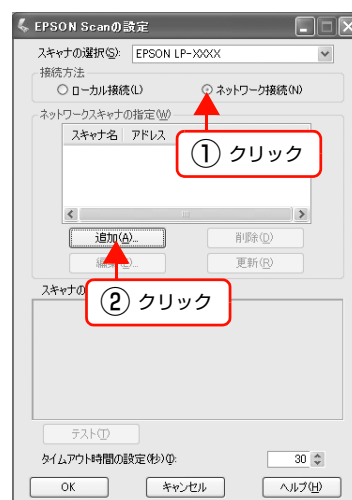 EPSON Scanの設定
スキャナの選択(S): EPSON LP-XXXX
接続方法
ローカル接続(L) ネットワーク接続(N)
ネットワークスキャナの指定(W)
スキャナ名 アドレス
① クリック
追加(A)... 削除(D)
更新(R)
スキャナの
② クリック
テスト(T)
タイムアウト時間の設定(秒)(I): 30
OK キャンセル ヘルプ(H)